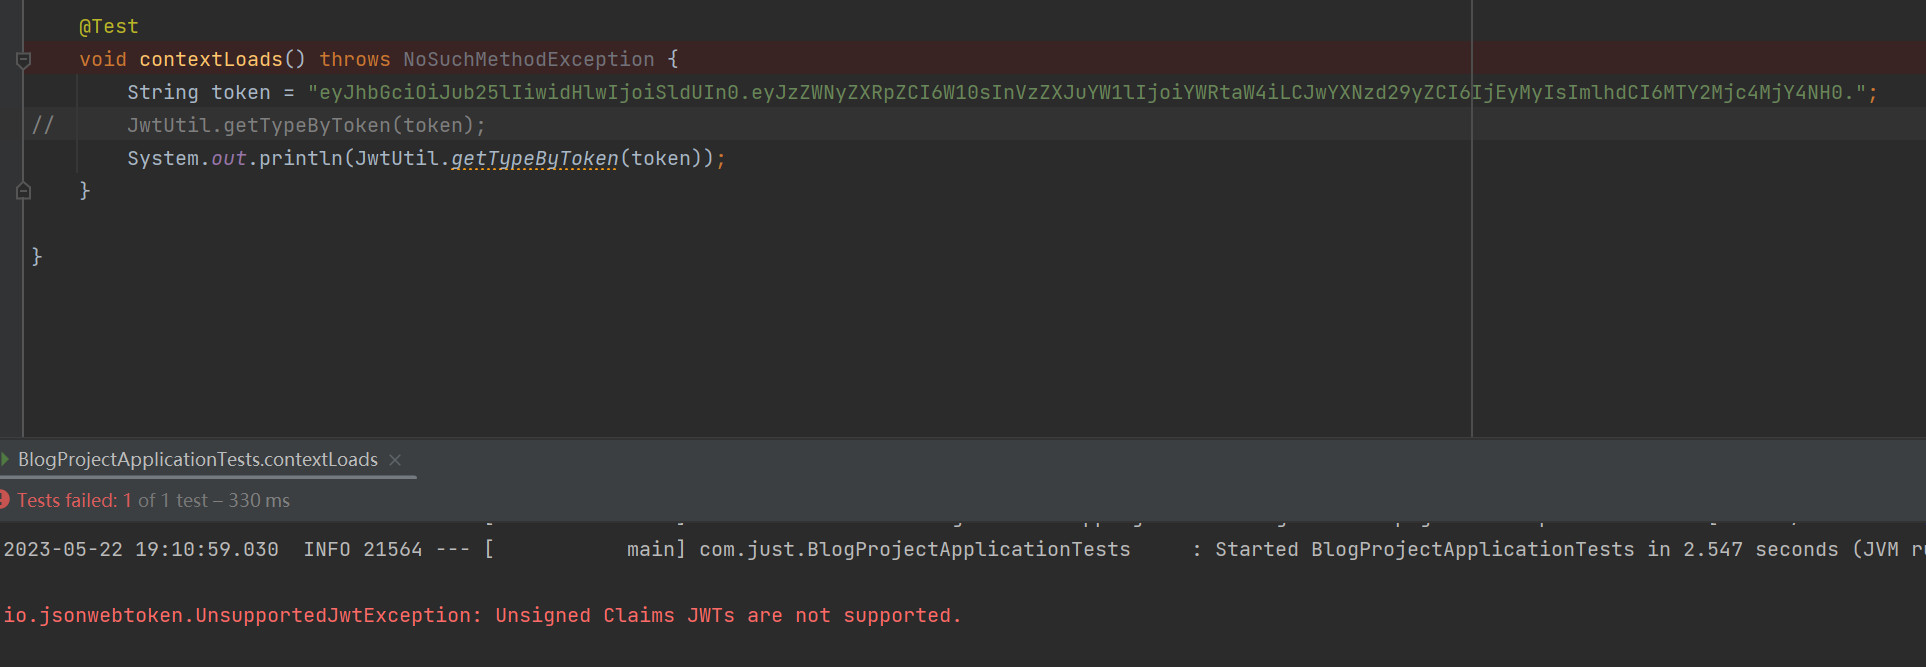 @Test
void contextLoads() throws NoSuchMethodException {
String token = "eyJhbGciOiJub25lIiwidHlwIjoiSldUIn0.eyJzZWNyZXRpZCI6W10sInVzZXJuYW1lIjoiYWRtaW4iLCJwYXNzd29yZCI6IjEyMyIsImlhdCI6MTY2Mjc4MjY4NH0.";
// JwtUtil.getTypeByToken(token);
System.out.println(JwtUtil.getTypeByToken(token));
}
}
BlogProjectApplicationTests.contextLoads
Tests failed: 1 of 1 test – 330 ms
2023-05-22 19:10:59.030 INFO 21564 --- [ main] com.just.BlogProjectApplicationTests : Started BlogProjectApplicationTests in 2.547 seconds (JVM
io.jsonwebtoken.UnsupportedJwtException: Unsigned Claims JWTs are not supported.